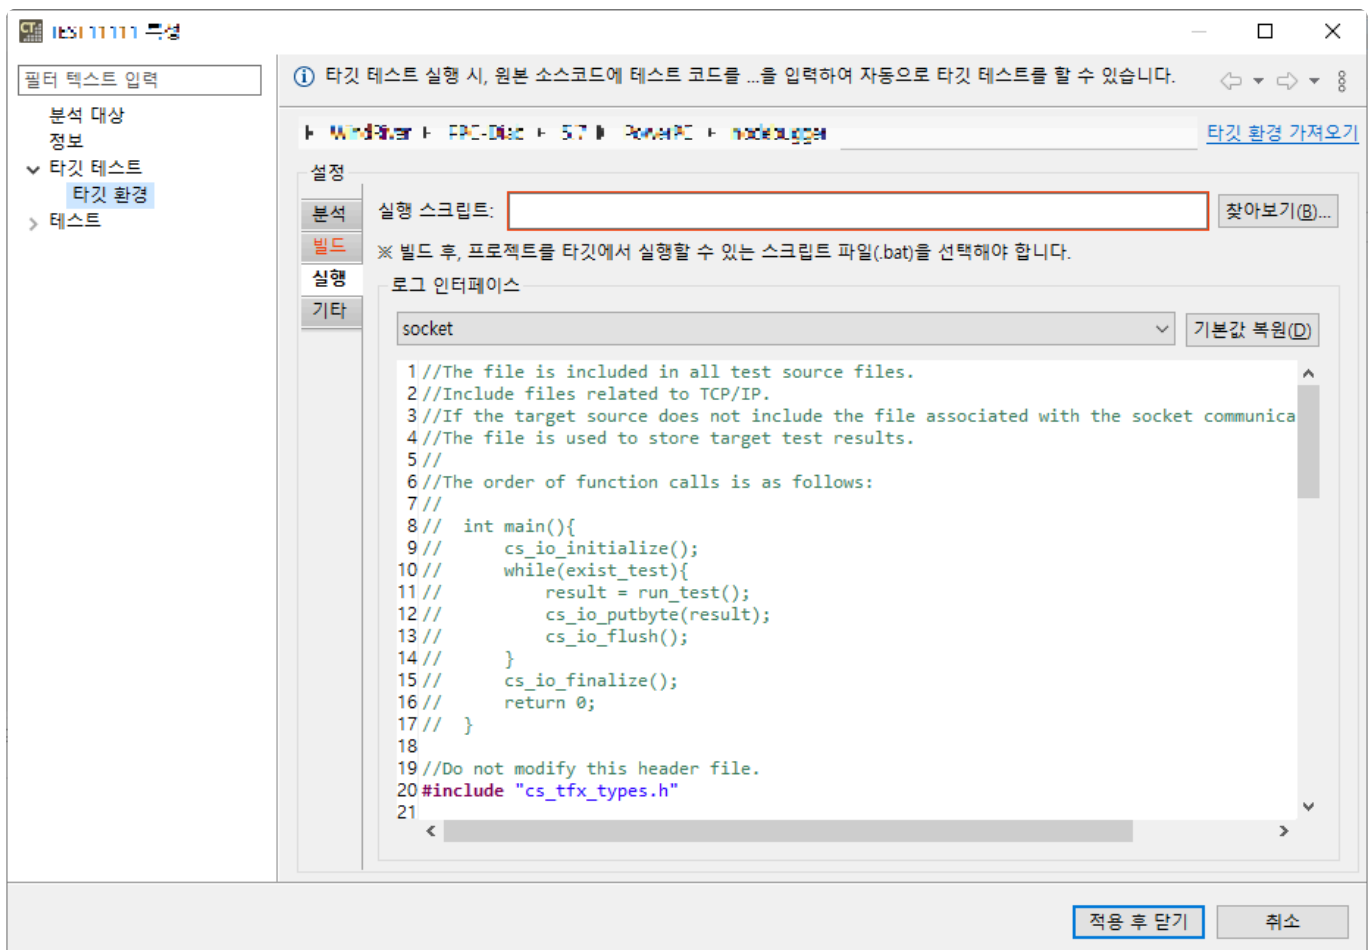 특성
필터 텍스트 입력
분석 대상
정보
타깃 테스트
타깃 환경
테스트
타깃 테스트 실행 시, 원본 소스코드에 테스트 코드를 ...을 입력하여 자동으로 타깃 테스트를 할 수 있습니다.
WindRiver 5.7 PowerPC nodebugger
타깃 환경 가져오기
설정
분석
빌드
실행
기타
실행 스크립트:
찾아보기(B)...
※ 빌드 후, 프로젝트를 타깃에서 실행할 수 있는 스크립트 파일(.bat)을 선택해야 합니다.
로그 인터페이스
socket
기본값 복원(D)
1 //The file is included in all test source files.
2 //Include files related to TCP/IP.
3 //If the target source does not include the file associated with the socket communica
4 //The file is used to store target test results.
5 //
6 //The order of function calls is as follows:
7 //
8 //  int main(){
9 //      cs_io_initialize();
10 //      while(exist_test){
11 //          result = run_test();
12 //          cs_io_putbyte(result);
13 //          cs_io_flush();
14 //      }
15 //      cs_io_finalize();
16 //      return 0;
17 //  }
18
19 //Do not modify this header file.
20 #include "cs_tfx_types.h"
21
적용 후 닫기
취소